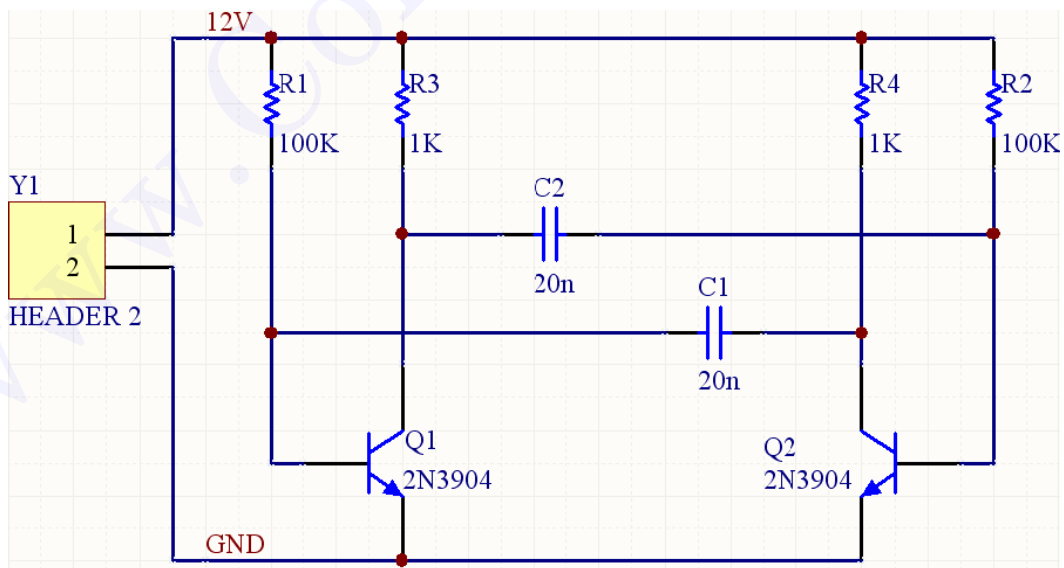 12V
R1
R3
R4
R2
100K
1K
1K
100K
Y1
C2
1
2
20n
C1
HEADER 2
20n
Q1
Q2
2N3904
2N3904
GND